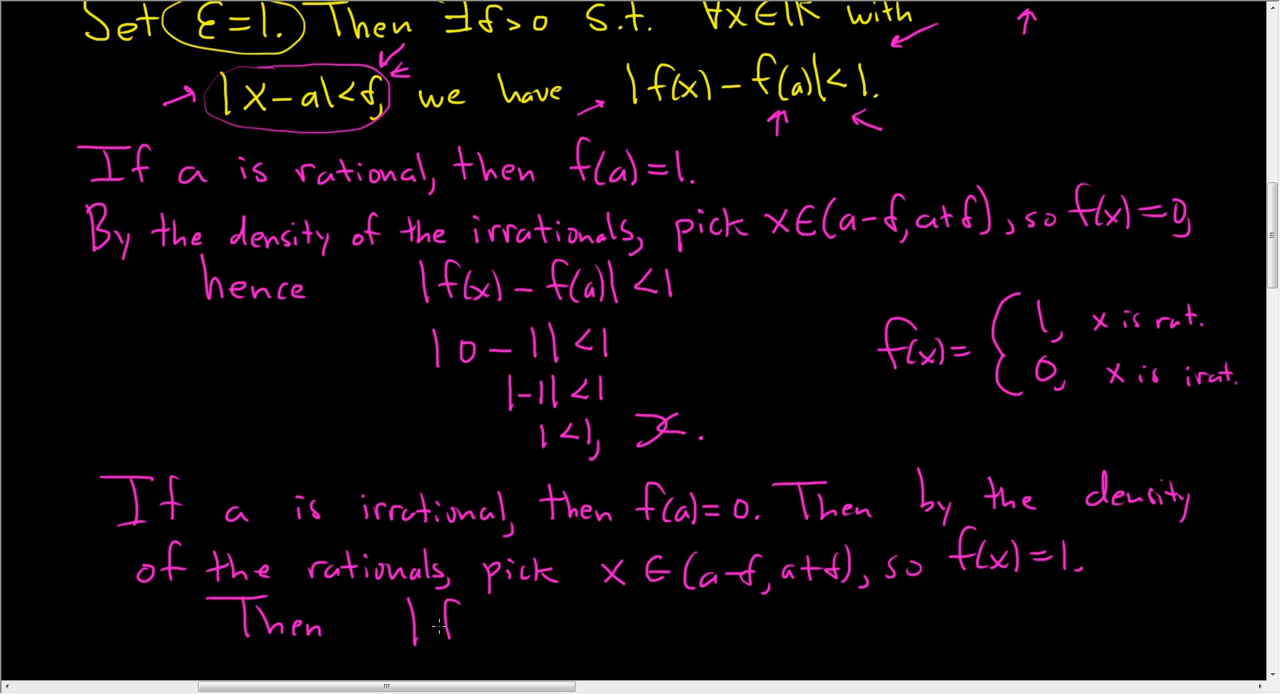 Set ε=1. Then ∃δ>0 s.t. ∀x∈ℝ with
|x-a|<δ, we have |f(x)-f(a)|<1.
If a is rational, then f(a)=1.
By the density of the irrationals, pick x∈(a-δ,a+δ), so f(x)=0,
hence |f(x)-f(a)|<1
|0-1|<1
|-1|<1
1<1,
f(x)= { 1, x is rat.
0, x is irat.
If a is irrational, then f(a)=0. Then by the density
of the rationals, pick x∈(a-δ,a+δ), so f(x)=1.
Then |f